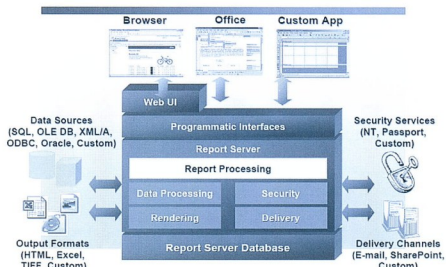 Browser Office Custom App
Web UI
Programmatic Interfaces
Data Sources
(SQL, OLE DB, XML/A,
ODBC, Oracle, Custom)
Security Services
(NT, Passport,
Custom)
Report Server
Report Processing
Data Processing Security
Rendering Delivery
Report Server Database
Output Formats
(HTML, Excel,
TIFF, Custom)
Delivery Channels
(E-mail, SharePoint,
Custom)